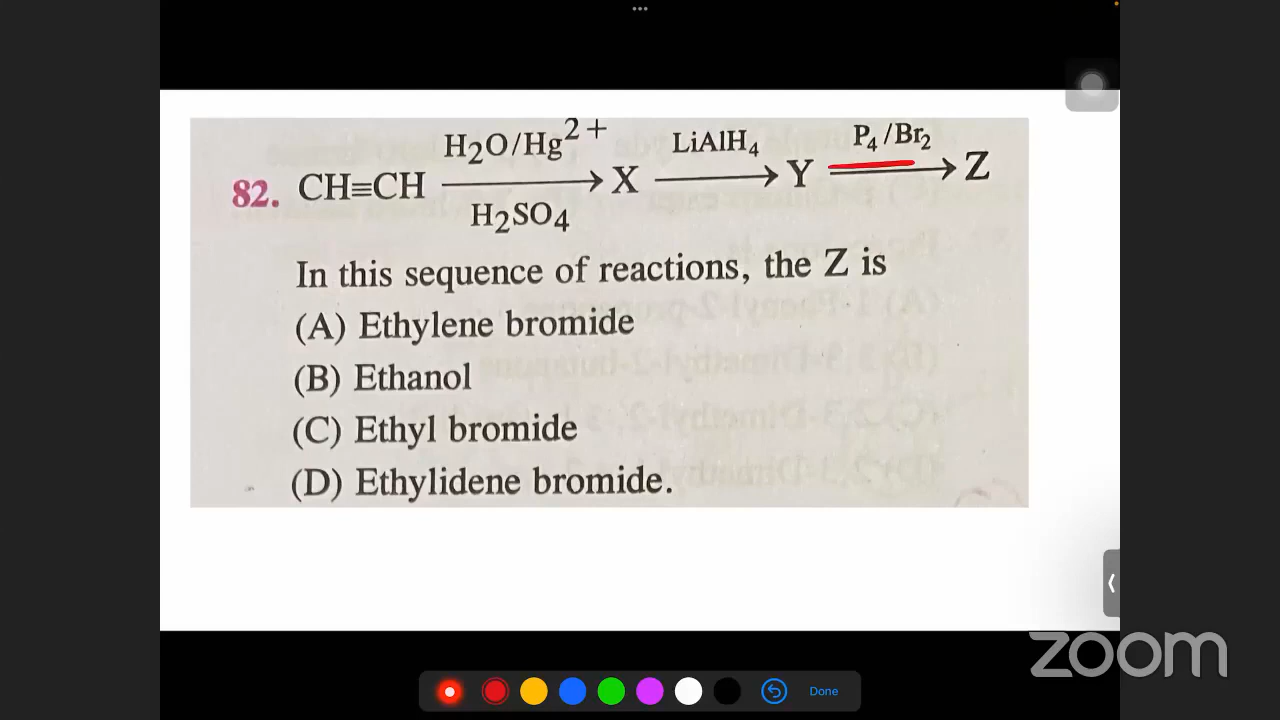 H₂O/Hg²⁺ LiAlH₄ P₄/Br₂
82. CH≡CH ⟶ X ⟶ Y ⟶ Z
H₂SO₄
In this sequence of reactions, the Z is
(A) Ethylene bromide
(B) Ethanol
(C) Ethyl bromide
(D) Ethylidene bromide.
zoom
Done